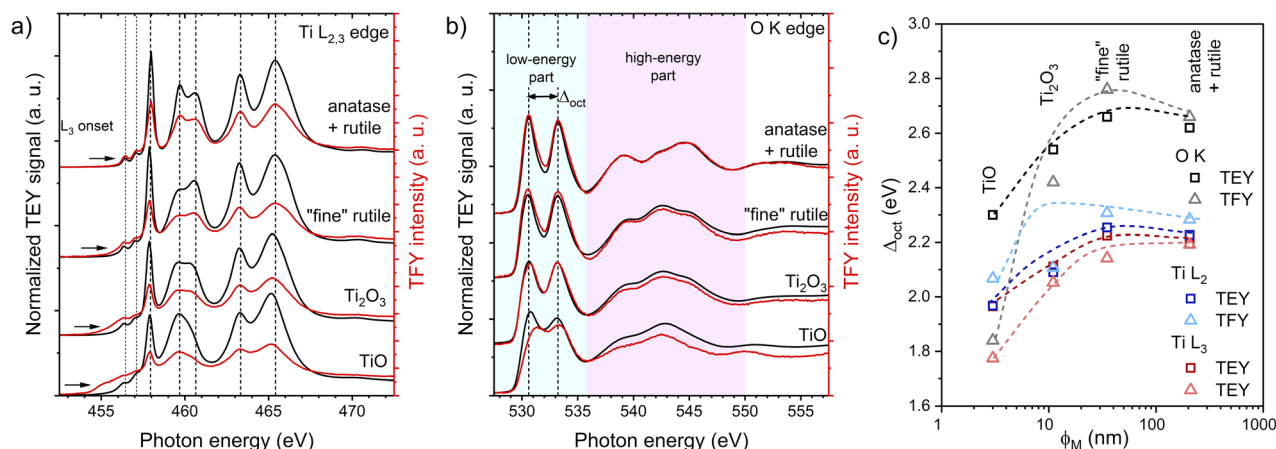 a)
Ti L2,3 edge
L3 onset
anatase
+ rutile
"fine" rutile
Ti2O3
TiO
Normalized TEY signal (a. u.)
TFY intensity (a. u.)
455 460 465 470
Photon energy (eV)
b)
O K edge
low-energy
part
high-energy
part
Δoct
anatase
+ rutile
"fine" rutile
Ti2O3
TiO
Normalized TEY signal (a. u.)
TFY intensity (a. u.)
530 535 540 545 550 555
Photon energy (eV)
c)
3.0
2.8
2.6
2.4
2.2
2.0
1.8
1.6
Δoct (eV)
TiO
Ti2O3
"fine"
rutile
anatase
+ rutile
O K
TEY
TFY
Ti L2
TEY
TFY
Ti L3
TEY
TEY
1 10 100 1000
ϕM (nm)